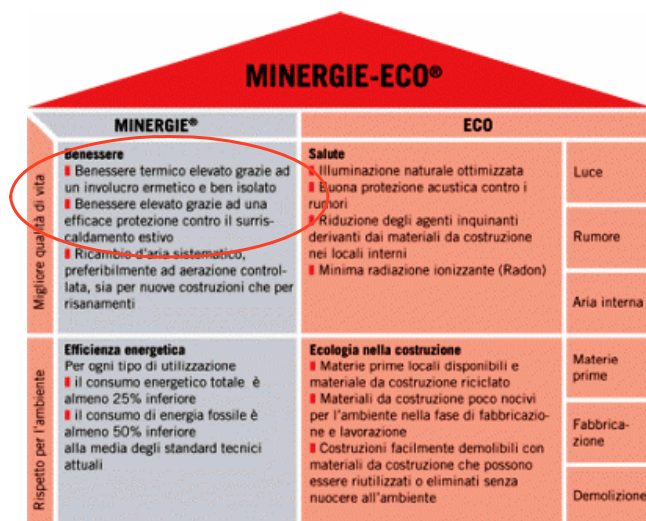 MINERGIE-ECO®
MINERGIE®
ECO
Migliore qualità di vita
Benessere
Benessere termico elevato grazie ad
un involucro ermetico e ben isolato
Benessere elevato grazie ad una
efficace protezione contro il surris-
caldamento estivo
Ricambio d'aria sistematico,
preferibilmente ad aerazione control-
lata, sia per nuove costruzioni che per
risanamenti
Salute
Illuminazione naturale ottimizzata
Buona protezione acustica contro i
rumori
Riduzione degli agenti inquinanti
derivanti dai materiali da costruzione
nei locali interni
Minima radiazione ionizzante (Radon)
Luce
Rumore
Aria interna
Rispetto per l'ambiente
Efficienza energetica
Per ogni tipo di utilizzazione
il consumo energetico totale è
almeno 25% inferiore
il consumo di energia fossile è
almeno 50% inferiore
alla media degli standard tecnici
attuali
Ecologia nella costruzione
Materie prime locali disponibili e
materiale da costruzione riciclato
Materiali da costruzione poco nocivi
per l'ambiente nella fase di fabbricazio-
ne e lavorazione
Costruzioni facilmente demolibili con
materiali da costruzione che possono
essere riutilizzati o eliminati senza
nuocere all'ambiente
Materie
prime
Fabbrica-
zione
Demolizione